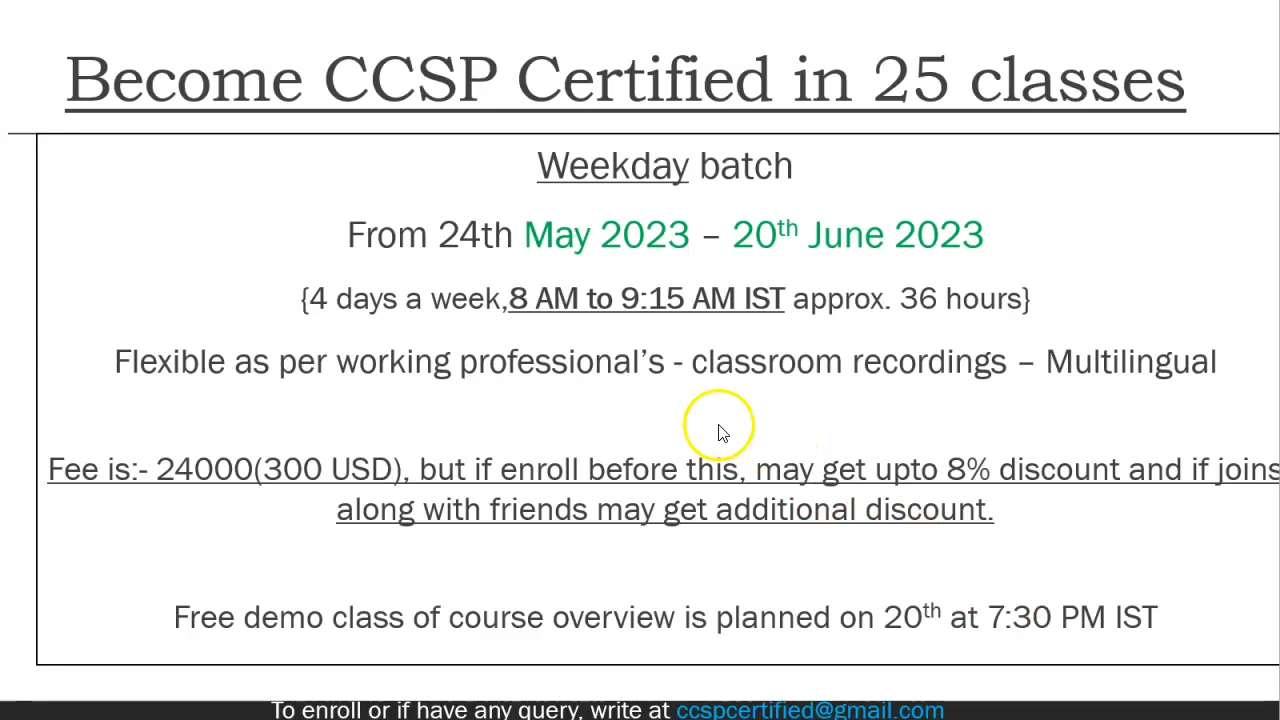 Become CCSP Certified in 25 classes
Weekday batch
From 24th May 2023 – 20th June 2023
{4 days a week,8 AM to 9:15 AM IST approx. 36 hours}
Flexible as per working professional’s - classroom recordings – Multilingual
Fee is:- 24000(300 USD), but if enroll before this, may get upto 8% discount and if joins
along with friends may get additional discount.
Free demo class of course overview is planned on 20th at 7:30 PM IST
To enroll or if have any query, write at ccspcertified@gmail.com